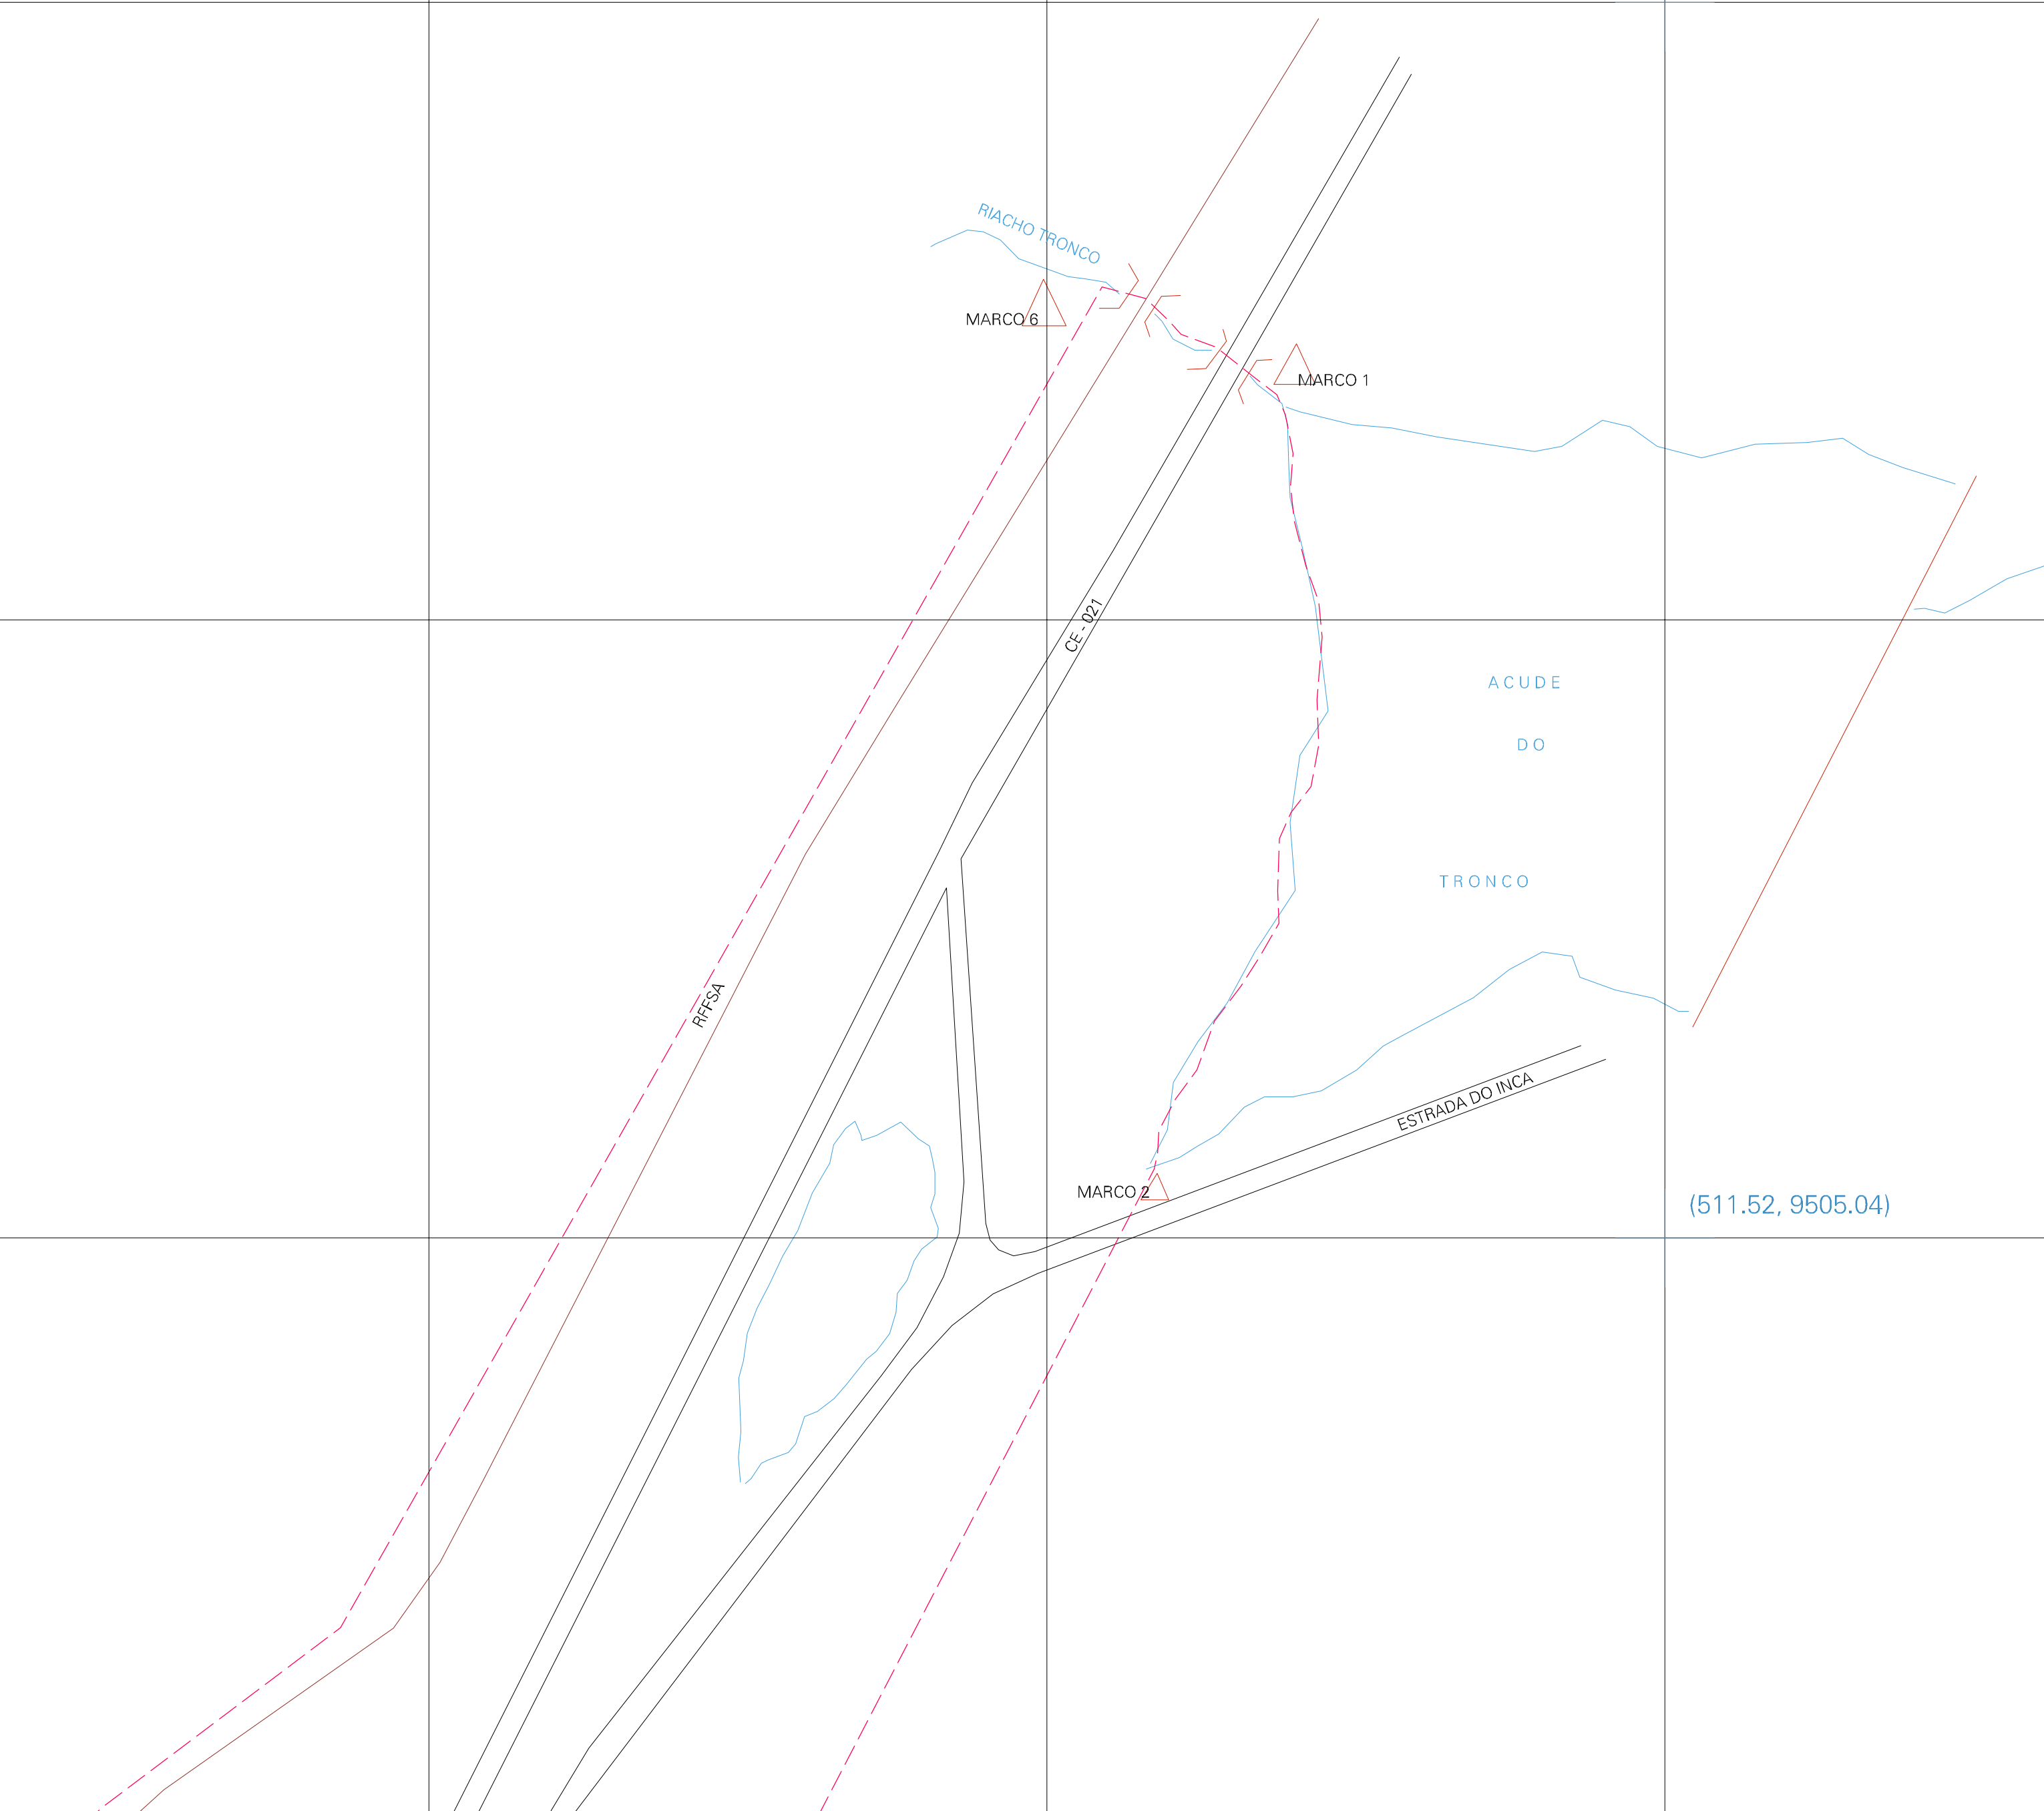 RIACHO TRONCO
MARCO 6
MARCO 1
CE - 021
ACUDE
DO
TRONCO
RFFSA
ESTRADA DO INCA
MARCO 2
(511.52, 9505.04)